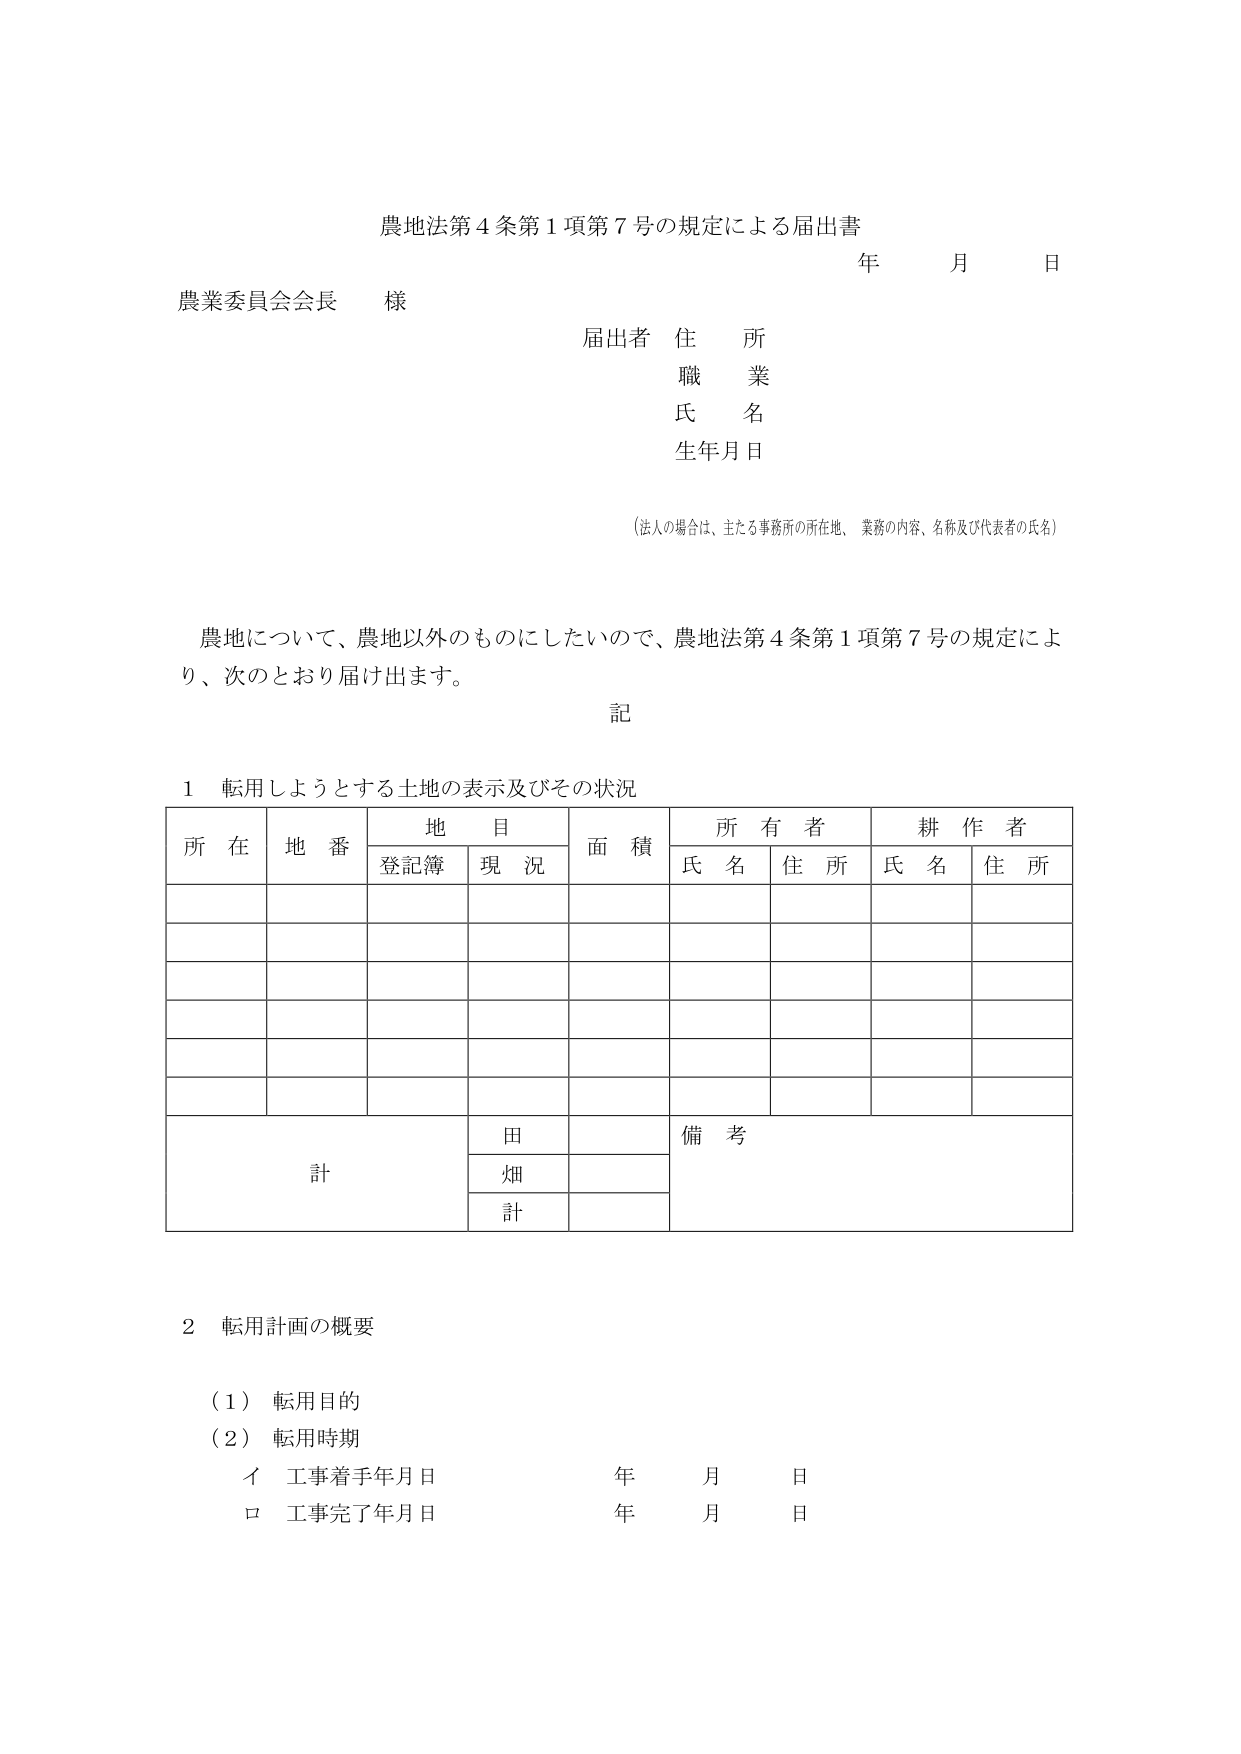 農地法第４条第１項第７号の規定による届出書
年　　　月　　　日
農業委員会会長　　様
届出者　住　　所
職　　業
氏　　名
生年月日
(法人の場合は、主たる事務所の所在地、　業務の内容、名称及び代表者の氏名)
農地について、農地以外のものにしたいので、農地法第４条第１項第７号の規定によ
り、次のとおり届け出ます。
記
１　転用しようとする土地の表示及びその状況
所　在　地　番　地　　目　面　積　所　有　者　耕　作　者
登記簿　現　況　氏　名　住　所　氏　名　住　所
計　田　備　考
畑
計
２　転用計画の概要
（１）　転用目的
（２）　転用時期
イ　工事着手年月日　　　　　　　　年　　　月　　　日
ロ　工事完了年月日　　　　　　　　年　　　月　　　日